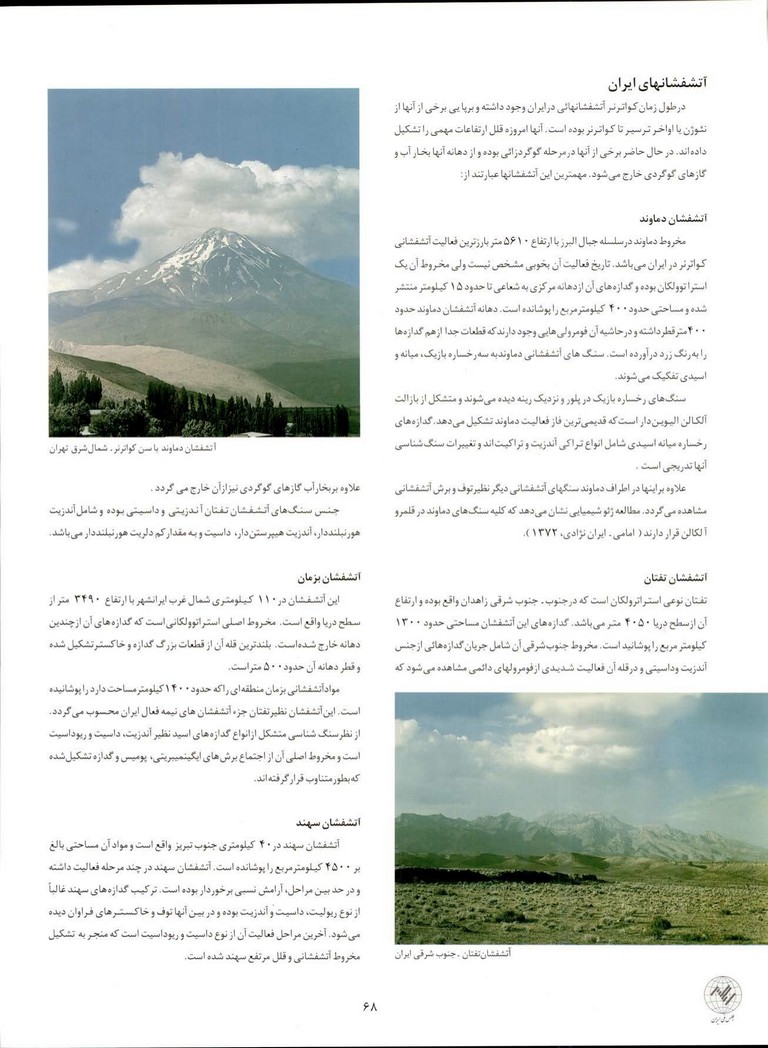 آتشفشانهای ایران
درطول زمان کواترنر آتشفشانهائی درایران وجود داشته و برپایی برخی از آنها از
نئوژن یا اواخر ترسیر تا کواترنر بوده است. آنها امروزه قلل ارتفاعات مهمی را تشکیل
داده‌اند. در حال حاضر برخی از آنها درمرحله گوگردزائی بوده و از دهانه آنها بخار آب و
گازهای گوگردی خارج می‌شود. مهمترین این آتشفشانها عبارتند از:
آتشفشان دماوند
مخروط دماوند درسلسله جبال البرز با ارتفاع ۵۶۱۰ متر بارزترین فعالیت آتشفشانی
کواترنر در ایران می‌باشد. تاریخ فعالیت آن بخوبی مشخص نیست ولی مخروط آن یک
استراتوولکان بوده و گدازه‌های آن ازدهانه مرکزی به شعاعی تا حدود ۱۵ کیلومتر منتشر
شده و مساحتی حدود ۴۰۰ کیلومترمربع را پوشانده است. دهانه آتشفشان دماوند حدود
۴۰۰ مترقطرداشته و درحاشیه آن فومرولی‌هایی وجود دارندکه قطعات جدا ازهم گدازه‌ها
را به‌رنگ زرد درآورده است. سنگ های آتشفشانی دماوندبه سه‌رخساره بازیک، میانه و
اسیدی تفکیک می‌شوند.
سنگ‌های رخساره بازیک در پلور و نزدیک رینه دیده می‌شوند و متشکل از بازالت
آلکالن الیوین‌دار است‌که قدیمی‌ترین فاز فعالیت دماوند تشکیل می‌دهد.گدازه‌های
رخساره میانه اسیدی شامل انواع تراکی آندزیت و تراکیت‌اند و تغییرات سنگ شناسی
آنها تدریجی است .
علاوه براینها در اطراف دماوند سنگهای آتشفشانی دیگر نظیرتوف و برش آتشفشانی
مشاهده می‌گردد. مطالعه ژئو شیمیایی نشان می‌دهد که کلیه سنگ‌های دماوند در قلمرو
آلکالن قرار دارند ( امامی . ایران نژادی، ۱۳۷۲ ).
آتشفشان تفتان
تفتان نوعی استراترولکان است که درجنوب ـ جنوب شرقی زاهدان واقع بوده و ارتفاع
آن ازسطح دریا ۴۰۵۰ متر می‌باشد. گدازه‌های این آتشفشان مساحتی حدود ۱۳۰۰
کیلومتر مربع را پوشانید است. مخروط جنوب‌شرقی آن شامل جریان گدازه‌هائی ازجنس
آندزیت وداسیتی و درقله آن فعالیت شدیدی ازفومرولهای دائمی مشاهده می‌شود که
آتشفشان‌تفتان . جنوب شرقی ایران
آتشفشان دماوند با سن کواترنر. شمال‌شرق تهران
علاوه بربخارآب گازهای گوگردی نیزازآن خارج می گردد .
جنس سنگ‌های آتشفشان تفتان آندزیتی و داسیتی بوده و شامل آندزیت
هورنبلنددار، آندزیت هیپرستن‌دار، داسیت و به مقدارکم دلریت هورنبلنددار می‌باشد.
آتشفشان بزمان
این آتشفشان در ۱۱۰ کیلومتری شمال غرب ایرانشهر با ارتفاع ۳۴۹۰ متر از
سطح دریا واقع است. مخروط اصلی استراتوولکانی است که گدازه‌های آن ازچندین
دهانه خارج شده‌است. بلندترین قله آن از قطعات بزرگ گدازه و خاکسترتشکیل شده
و قطر دهانه آن حدود ۵۰۰ متراست.
موادآتشفشانی بزمان منطقه‌ای راکه حدود ۱۴۰۰کیلومترمساحت دارد را پوشانیده
است. این آتشفشان نظیرتفتان جزء آتشفشان های نیمه فعال ایران محسوب می‌گردد.
از نظر سنگ شناسی متشکل ازانواع گدازه‌های اسید نظیر آندزیت، داسیت و ریوداسیت
است و مخروط اصلی آن از اجتماع برش‌های ایگنیمبریتی، پومیس و گدازه تشکیل‌شده
که‌بطورمتناوب قرارگرفته‌اند.
آتشفشان سهند
آتشفشان سهند در ۴۰ کیلومتری جنوب تبریز واقع است و مواد آن مساحتی بالغ
بر ۴۵۰۰ کیلومترمربع را پوشانده است. آتشفشان سهند در چند مرحله فعالیت داشته
و در حد بین مراحل، آرامش نسبی برخوردار بوده است. ترکیب گدازه‌های سهند غالباً
از نوع ریولیت، داسیت و آندزیت بوده و در بین آنها توف و خاکسترهای فراوان دیده
می‌شود. آخرین مراحل فعالیت آن از نوع داسیت و ریوداسیت است که منجر به تشکیل
مخروط آتشفشانی و قلل مرتفع سهند شده است.
۶۸